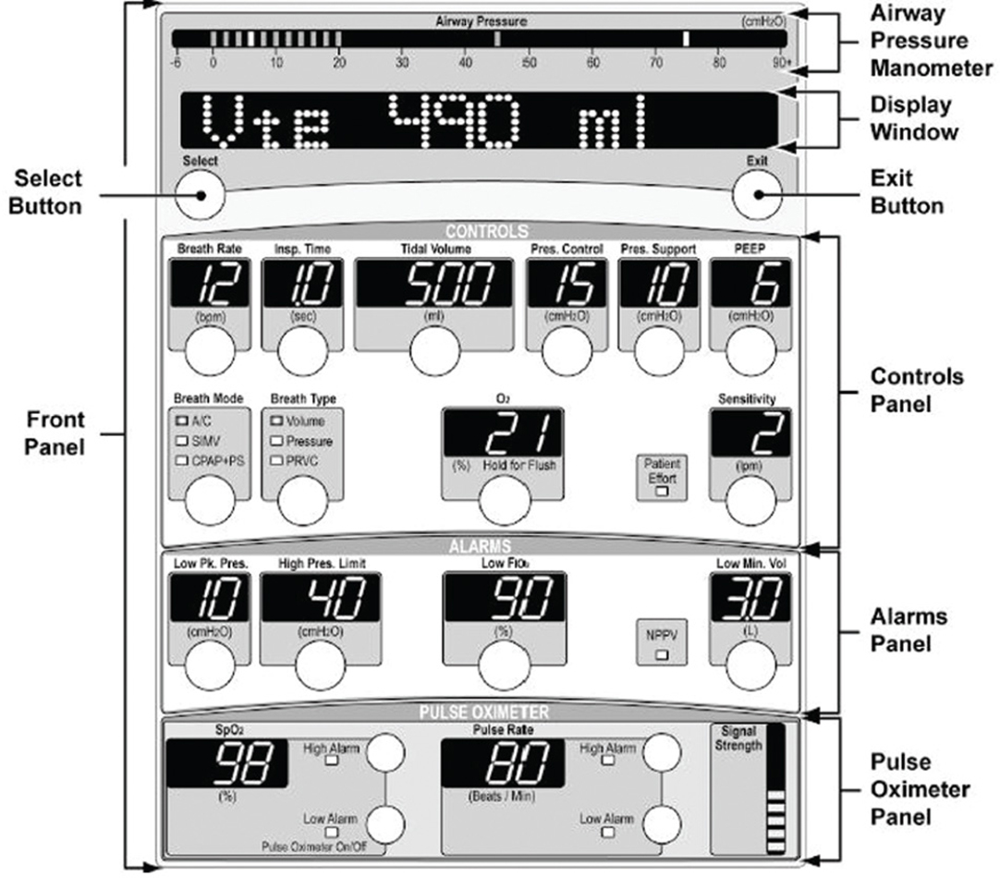 Airway Pressure (cmH2O)
-6 0 10 20 30 40 50 60 70 80 90+
Vte 490 ml
Select Exit
Airway
Pressure
Manometer
Display
Window
Select
Button
Exit
Button
CONTROLS
Breath Rate Insp. Time Tidal Volume Pres. Control Pres. Support PEEP
12 1.0 500 15 10 6
(bpm) (sec) (ml) (cmH2O) (cmH2O) (cmH2O)
Breath Mode Breath Type O2 Sensitivity
A/C Volume
SIMV Pressure
CPAP+PS PRVC
21 2
(%) Hold for Flush (lpm)
Patient
Effort
Controls
Panel
Front
Panel
ALARMS
Low Pk. Pres. High Pres. Limit Low FiO2 Low Min. Vol
10 40 90 3.0
(cmH2O) (cmH2O) (%) (L)
NPPV
Alarms
Panel
PULSE OXIMETER
SpO2 Pulse Rate Signal
Strength
98 High Alarm 80 High Alarm
(%) (Beats / Min)
Low Alarm Low Alarm
Pulse Oximeter On/Off
Pulse
Oximeter
Panel